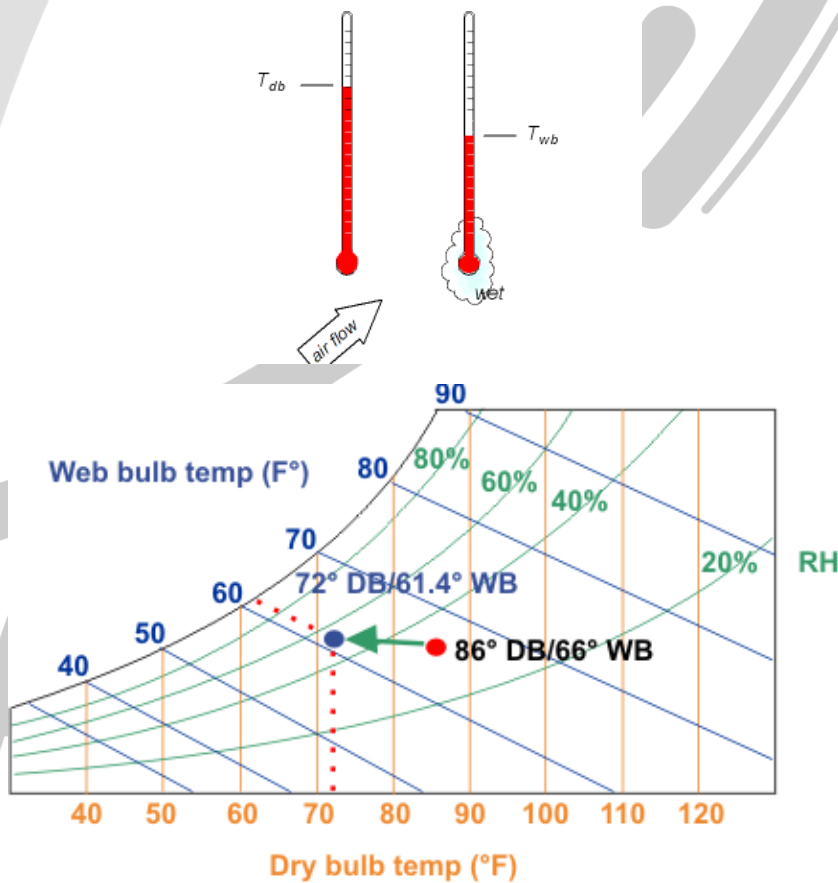 T db
T wb
wet
air flow
90
Web bulb temp (F°)
80
80%
60%
40%
70
20%
RH
72° DB/61.4° WB
60
50
86° DB/66° WB
40
40 50 60 70 80 90 100 110 120
Dry bulb temp (°F)